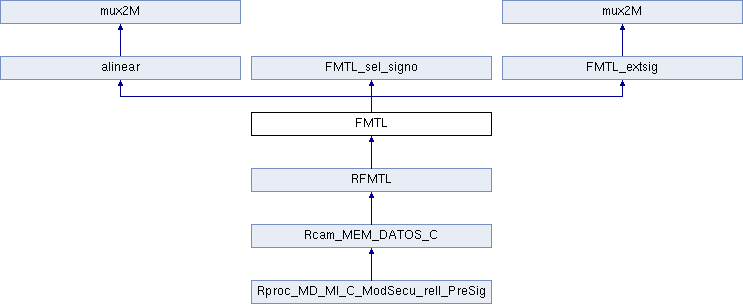 mux2M
mux2M
alinear
FMTL_sel_signo
FMTL_extsig
FMTL
RFMTL
Rcam_MEM_DATOS_C
Rproc_MD_MI_C_ModSecu_rell_PreSig